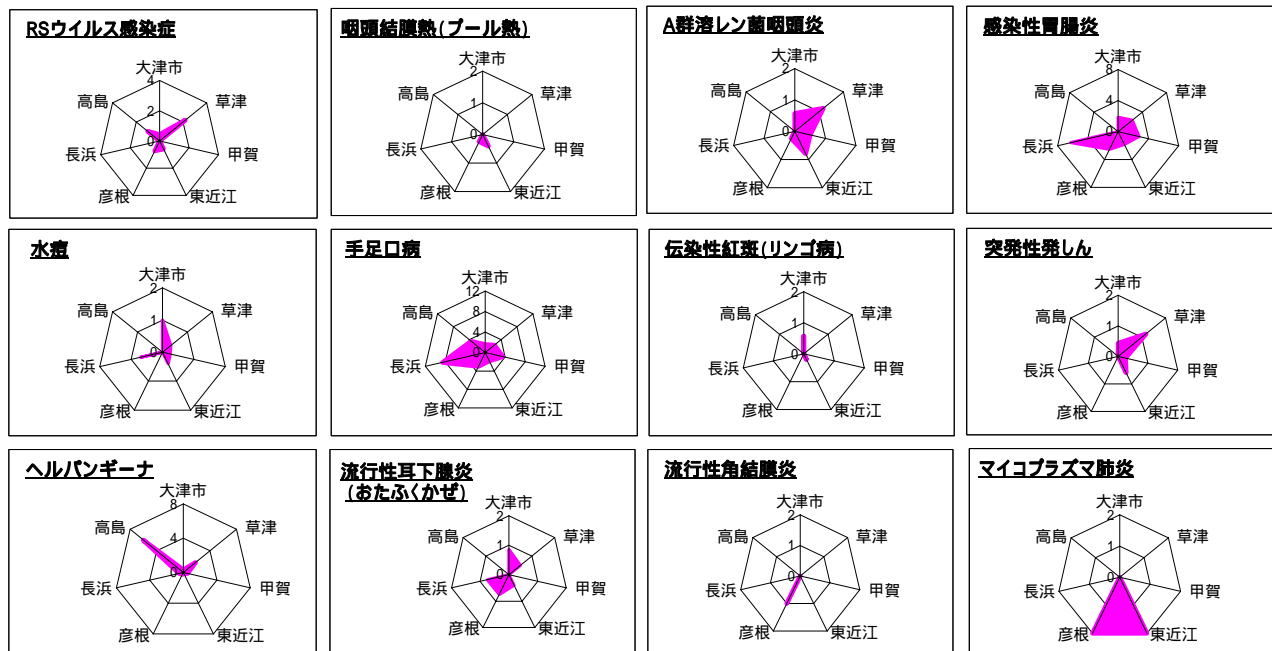 RSウイルス感染症
大津市
草津
甲賀
東近江
彦根
長浜
高島
4
2
0
咽頭結膜熱(プール熱)
大津市
草津
甲賀
東近江
彦根
長浜
高島
2
1
0
A群溶レン菌咽頭炎
大津市
草津
甲賀
東近江
彦根
長浜
高島
2
1
0
感染性胃腸炎
大津市
草津
甲賀
東近江
彦根
長浜
高島
8
4
0
水痘
大津市
草津
甲賀
東近江
彦根
長浜
高島
2
1
0
手足口病
大津市
草津
甲賀
東近江
彦根
長浜
高島
12
8
4
0
伝染性紅斑(リンゴ病)
大津市
草津
甲賀
東近江
彦根
長浜
高島
2
1
0
突発性発しん
大津市
草津
甲賀
東近江
彦根
長浜
高島
2
1
0
ヘルパンギーナ
大津市
草津
甲賀
東近江
彦根
長浜
高島
8
4
0
流行性耳下腺炎
(おたふくかぜ)
大津市
草津
甲賀
東近江
彦根
長浜
高島
2
1
0
流行性角結膜炎
大津市
草津
甲賀
東近江
彦根
長浜
高島
2
1
0
マイコプラズマ肺炎
大津市
草津
甲賀
東近江
彦根
長浜
高島
2
1
0